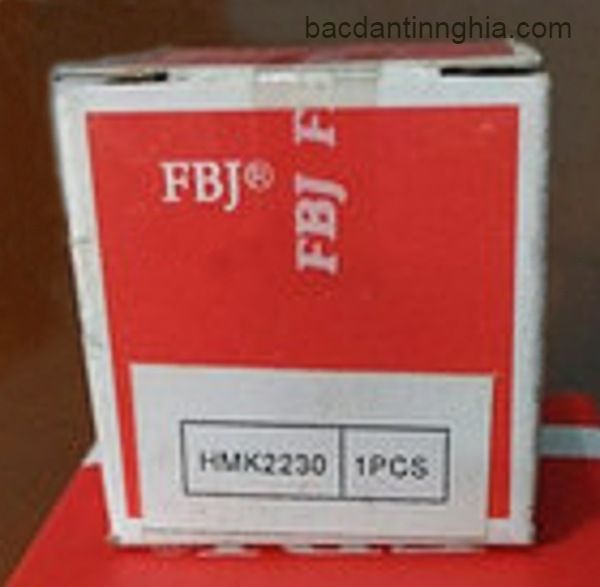 bacdantinnghia.com
FBJ®
FBJ F
HMK2230 1PCS